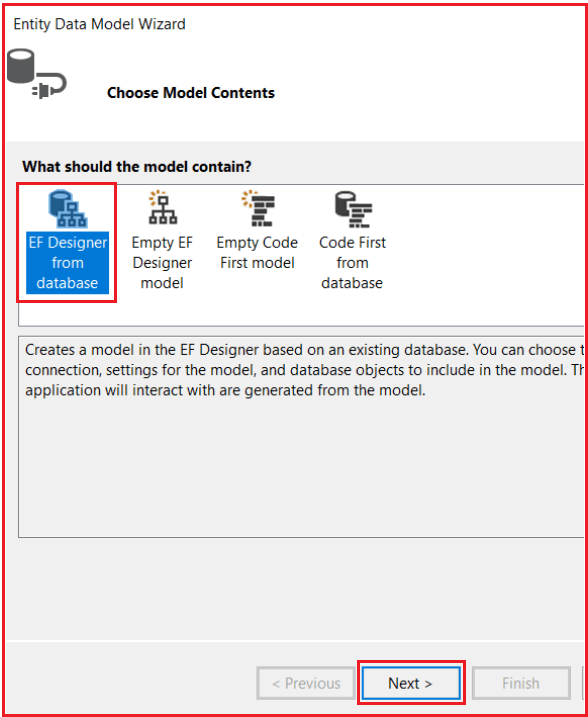 Entity Data Model Wizard
Choose Model Contents
What should the model contain?
EF Designer
from
database
Empty EF
Designer
model
Empty Code
First model
Code First
from
database
Creates a model in the EF Designer based on an existing database. You can choose
connection, settings for the model, and database objects to include in the model.
application will interact with are generated from the model.
< Previous
Next >
Finish